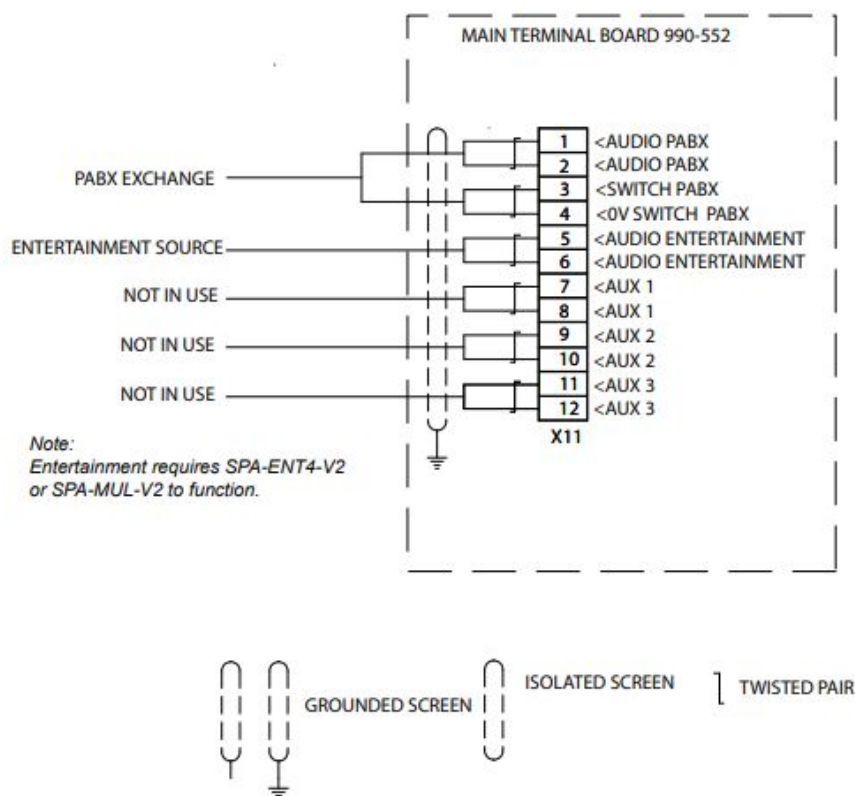 MAIN TERMINAL BOARD 990-552
1 <AUDIO PABX
2 <AUDIO PABX
PABX EXCHANGE
3 <SWITCH PABX
4 <0V SWITCH PABX
ENTERTAINMENT SOURCE
5 <AUDIO ENTERTAINMENT
6 <AUDIO ENTERTAINMENT
NOT IN USE
7 <AUX 1
8 <AUX 1
NOT IN USE
9 <AUX 2
10 <AUX 2
NOT IN USE
11 <AUX 3
12 <AUX 3
X11
Note:
Entertainment requires SPA-ENT4-V2
or SPA-MUL-V2 to function.
GROUNDED SCREEN
ISOLATED SCREEN
TWISTED PAIR